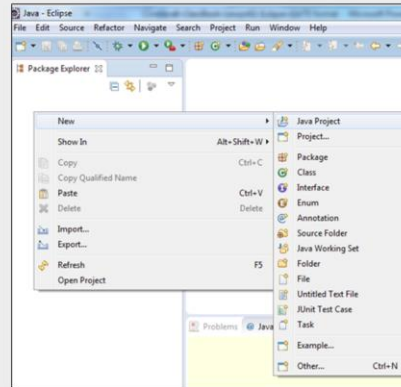 Java - Eclipse
File Edit Source Refactor Navigate Search Project Run Window Help
Package Explorer
New
Show In Alt+Shift+W
Copy Ctrl+C
Copy Qualified Name
Paste Ctrl+V
Delete Delete
Import...
Export...
Refresh F5
Open Project
Java Project
Project...
Package
Class
Interface
Enum
Annotation
Source Folder
Java Working Set
Folder
File
Untitled Text File
JUnit Test Case
Task
Example...
Other... Ctrl+N
Problems @ Java